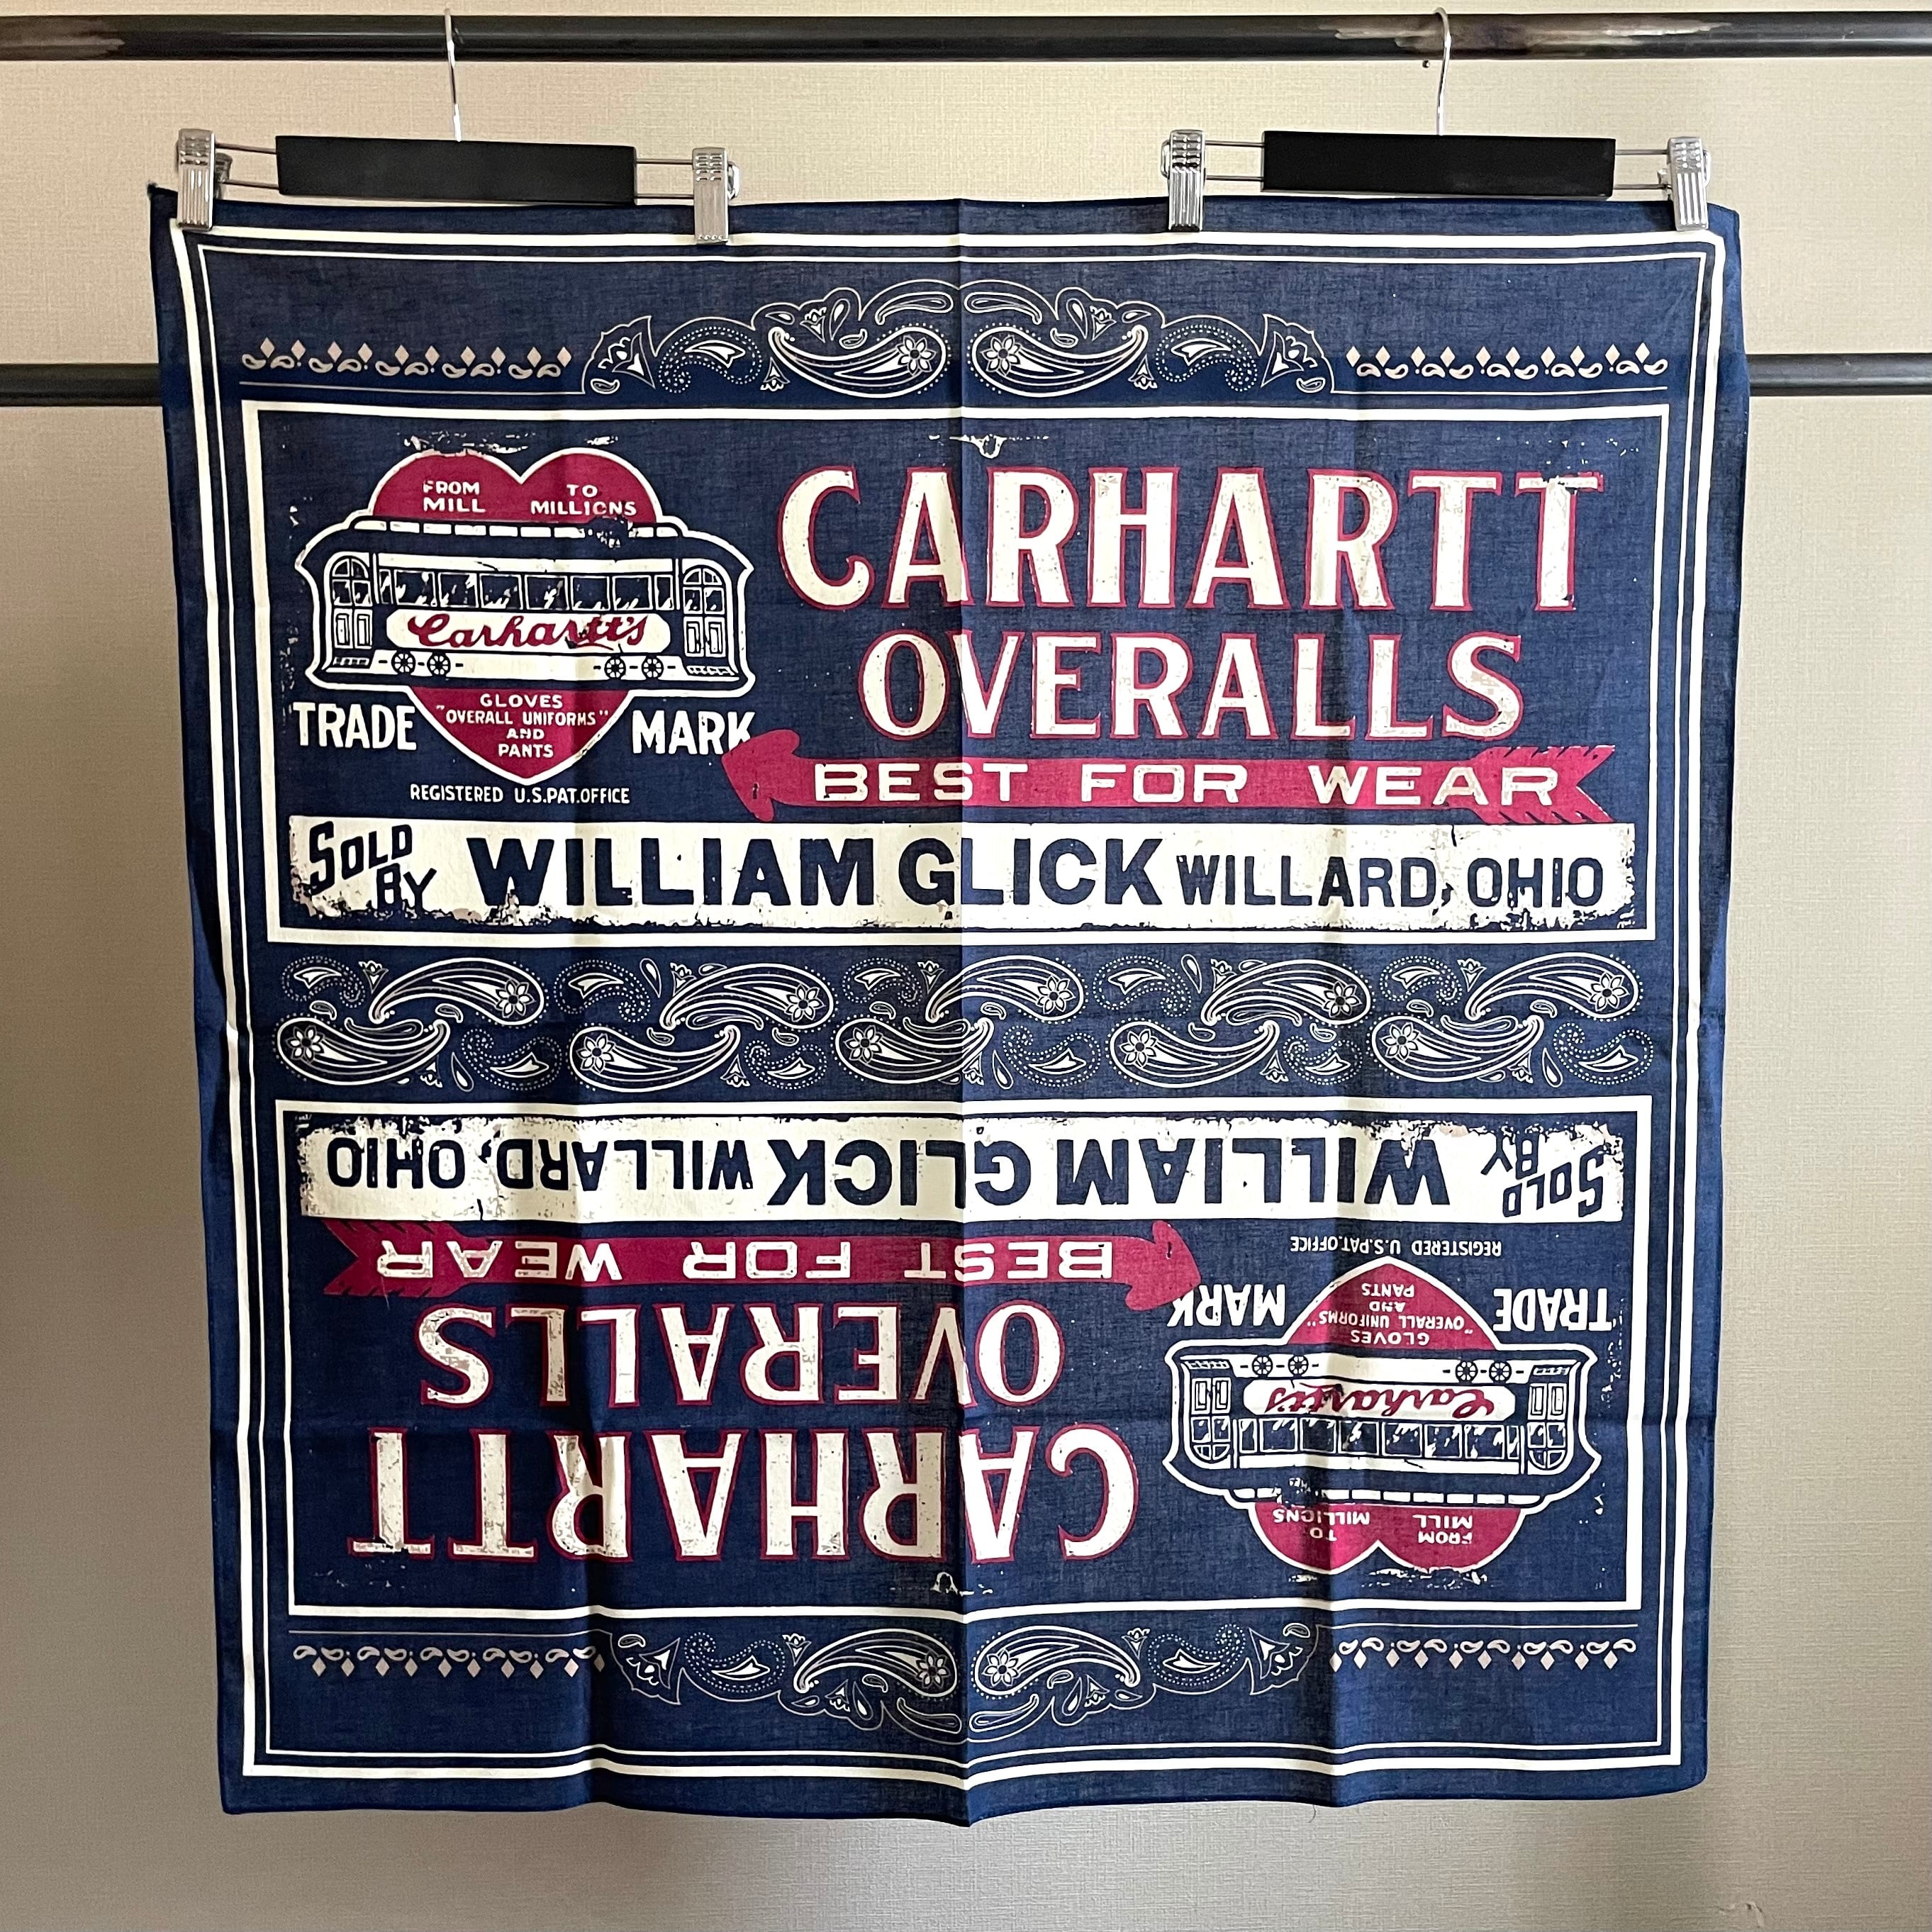 FROM MILL TO MILLIONS
Carhartt's
GLOVES
"OVERALL UNIFORMS"
AND
PANTS
TRADE MARK
REGISTERED U.S.PAT.OFFICE
CARHARTT
OVERALLS
BEST FOR WEAR
SOLD BY WILLIAM GLICK WILLARD, OHIO
SOLD BY WILLIAM GLICK WILLARD, OHIO
REGISTERED U.S.PAT.OFFICE
TRADE MARK
GLOVES
"OVERALL UNIFORMS"
AND
PANTS
Carhartt's
FROM MILL TO MILLIONS
BEST FOR WEAR
OVERALLS
CARHARTT